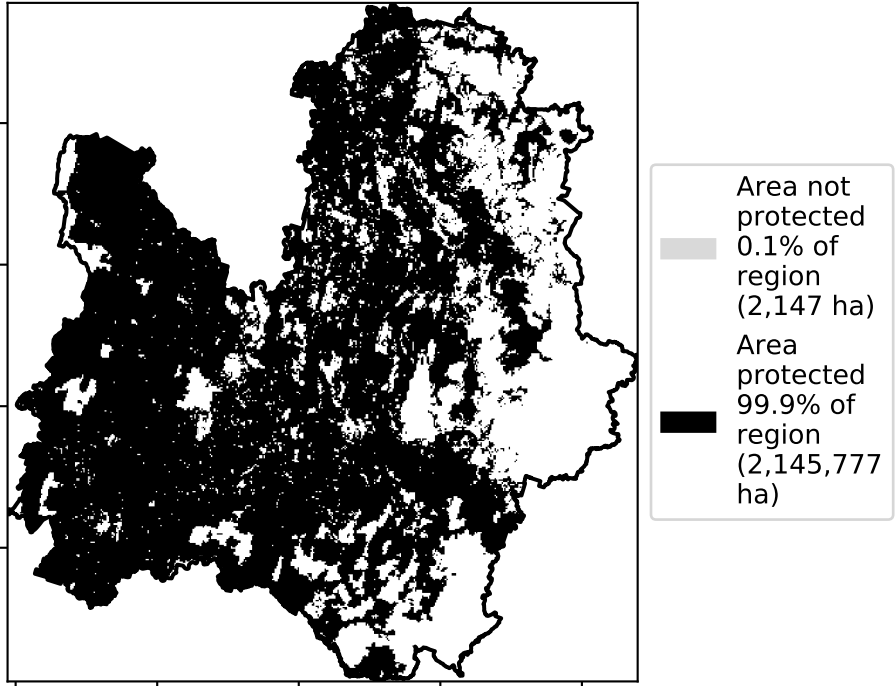 Area not
protected
0.1% of
region
(2,147 ha)
Area
protected
99.9% of
region
(2,145,777
ha)